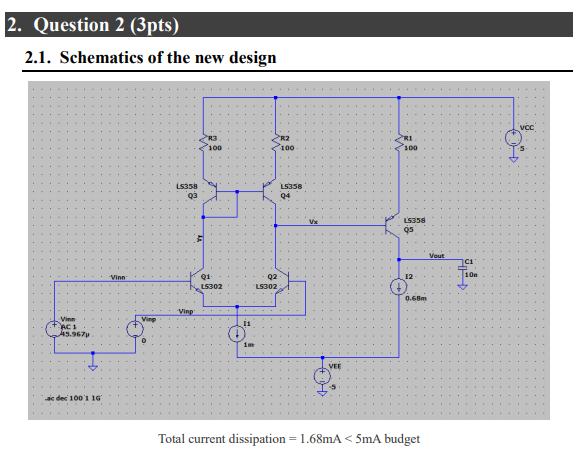 2. Question 2 (3pts)
2.1. Schematics of the new design
R3
100
R2
100
R1
100
VCC
5
LS358
Q3
LS358
Q4
Vx
LS358
Q5
Vy
Vout
C1
10n
Vinn
Q1
LS302
Q2
LS302
I2
0.68m
Vinn
AC 1
45.967µ
Vinp
0
Vinp
I1
1m
VEE
-5
.ac dec 100 1 1G
Total current dissipation = 1.68mA < 5mA budget